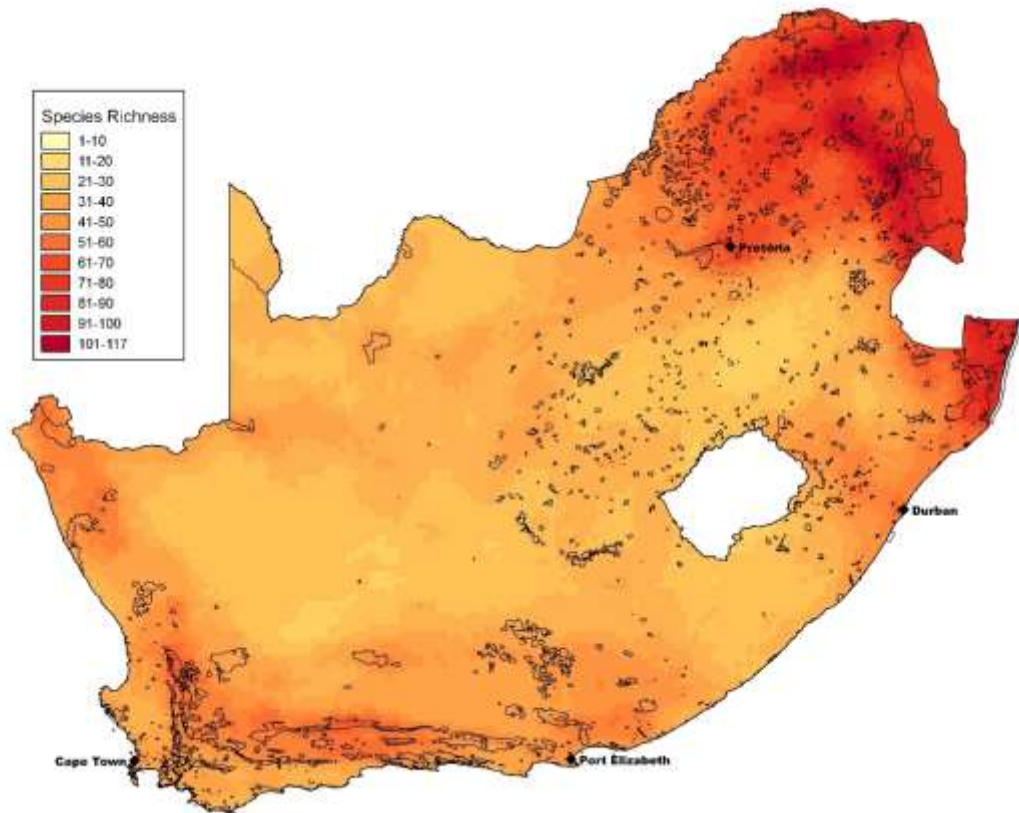 Species Richness
1-10
11-20
21-30
31-40
41-50
51-60
61-70
71-80
81-90
91-100
101-117
Pretoria
Durban
Cape Town
Port Elizabeth